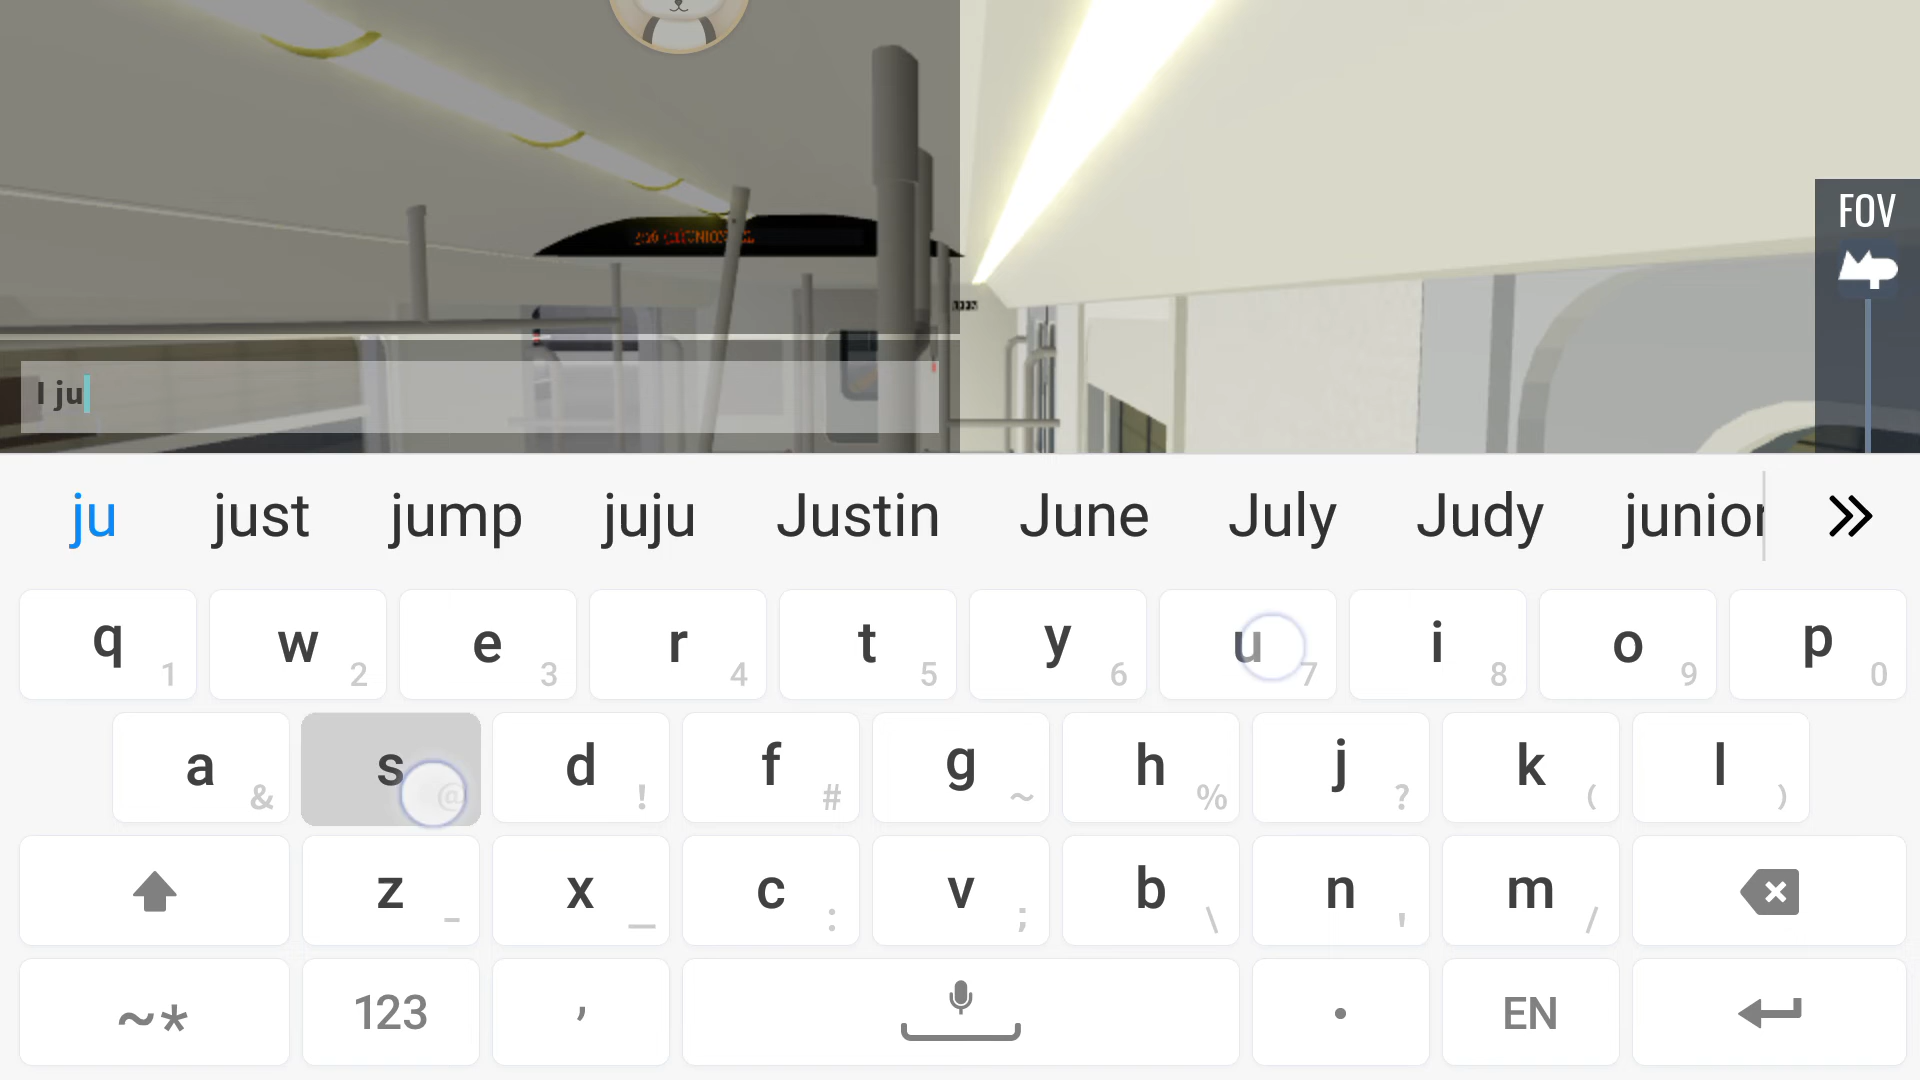 FOV
I ju
ju just jump juju Justin June July Judy junior
q 1 w 2 e 3 r 4 t 5 y 6 u 7 i 8 o 9 p 0
a & s @ d ! f # g ~ h % j ? k ( l )
z - x _ c : v ; b \ n ' m /
~* 123 , . EN